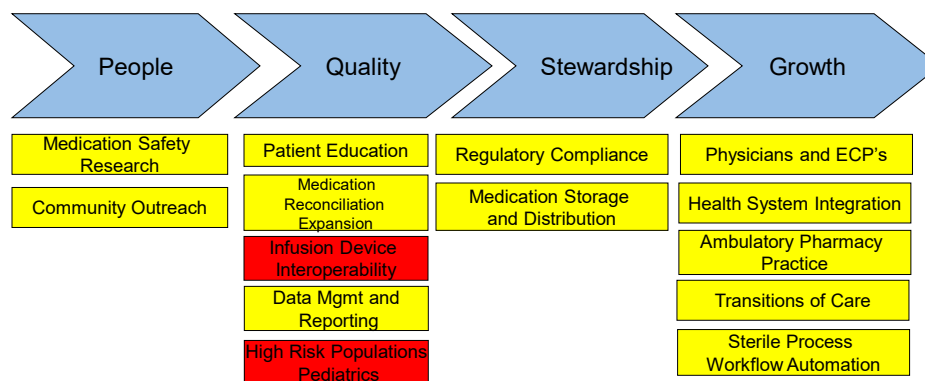 People
Quality
Stewardship
Growth
Medication Safety
Research
Community Outreach
Patient Education
Medication
Reconciliation
Expansion
Infusion Device
Interoperability
Data Mgmt and
Reporting
High Risk Populations
Pediatrics
Regulatory Compliance
Medication Storage
and Distribution
Physicians and ECP's
Health System Integration
Ambulatory Pharmacy
Practice
Transitions of Care
Sterile Process
Workflow Automation